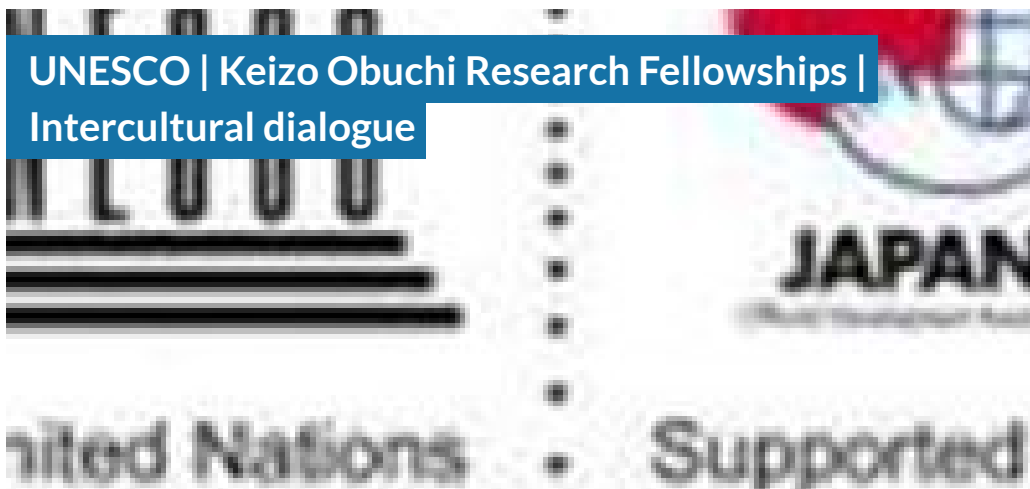 UNESCO | Keizo Obuchi Research Fellowships |
Intercultural dialogue
JAPAN
nited Nations
Supported